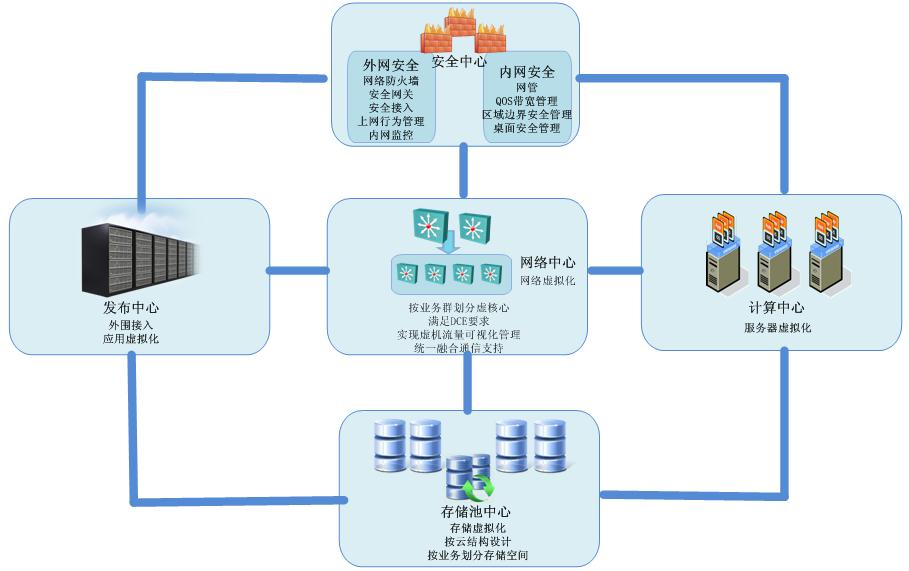 安全中心
外网安全
网络防火墙
安全网关
安全接入
上网行为管理
内网监控
内网安全
网管
QOS带宽管理
区域边界安全管理
桌面安全管理
发布中心
外围接入
应用虚拟化
网络中心
网络虚拟化
按业务群划分虚核心
满足DCE要求
实现虚机流量可视化管理
统一融合通信支持
计算中心
服务器虚拟化
存储池中心
存储虚拟化
按云结构设计
按业务划分存储空间